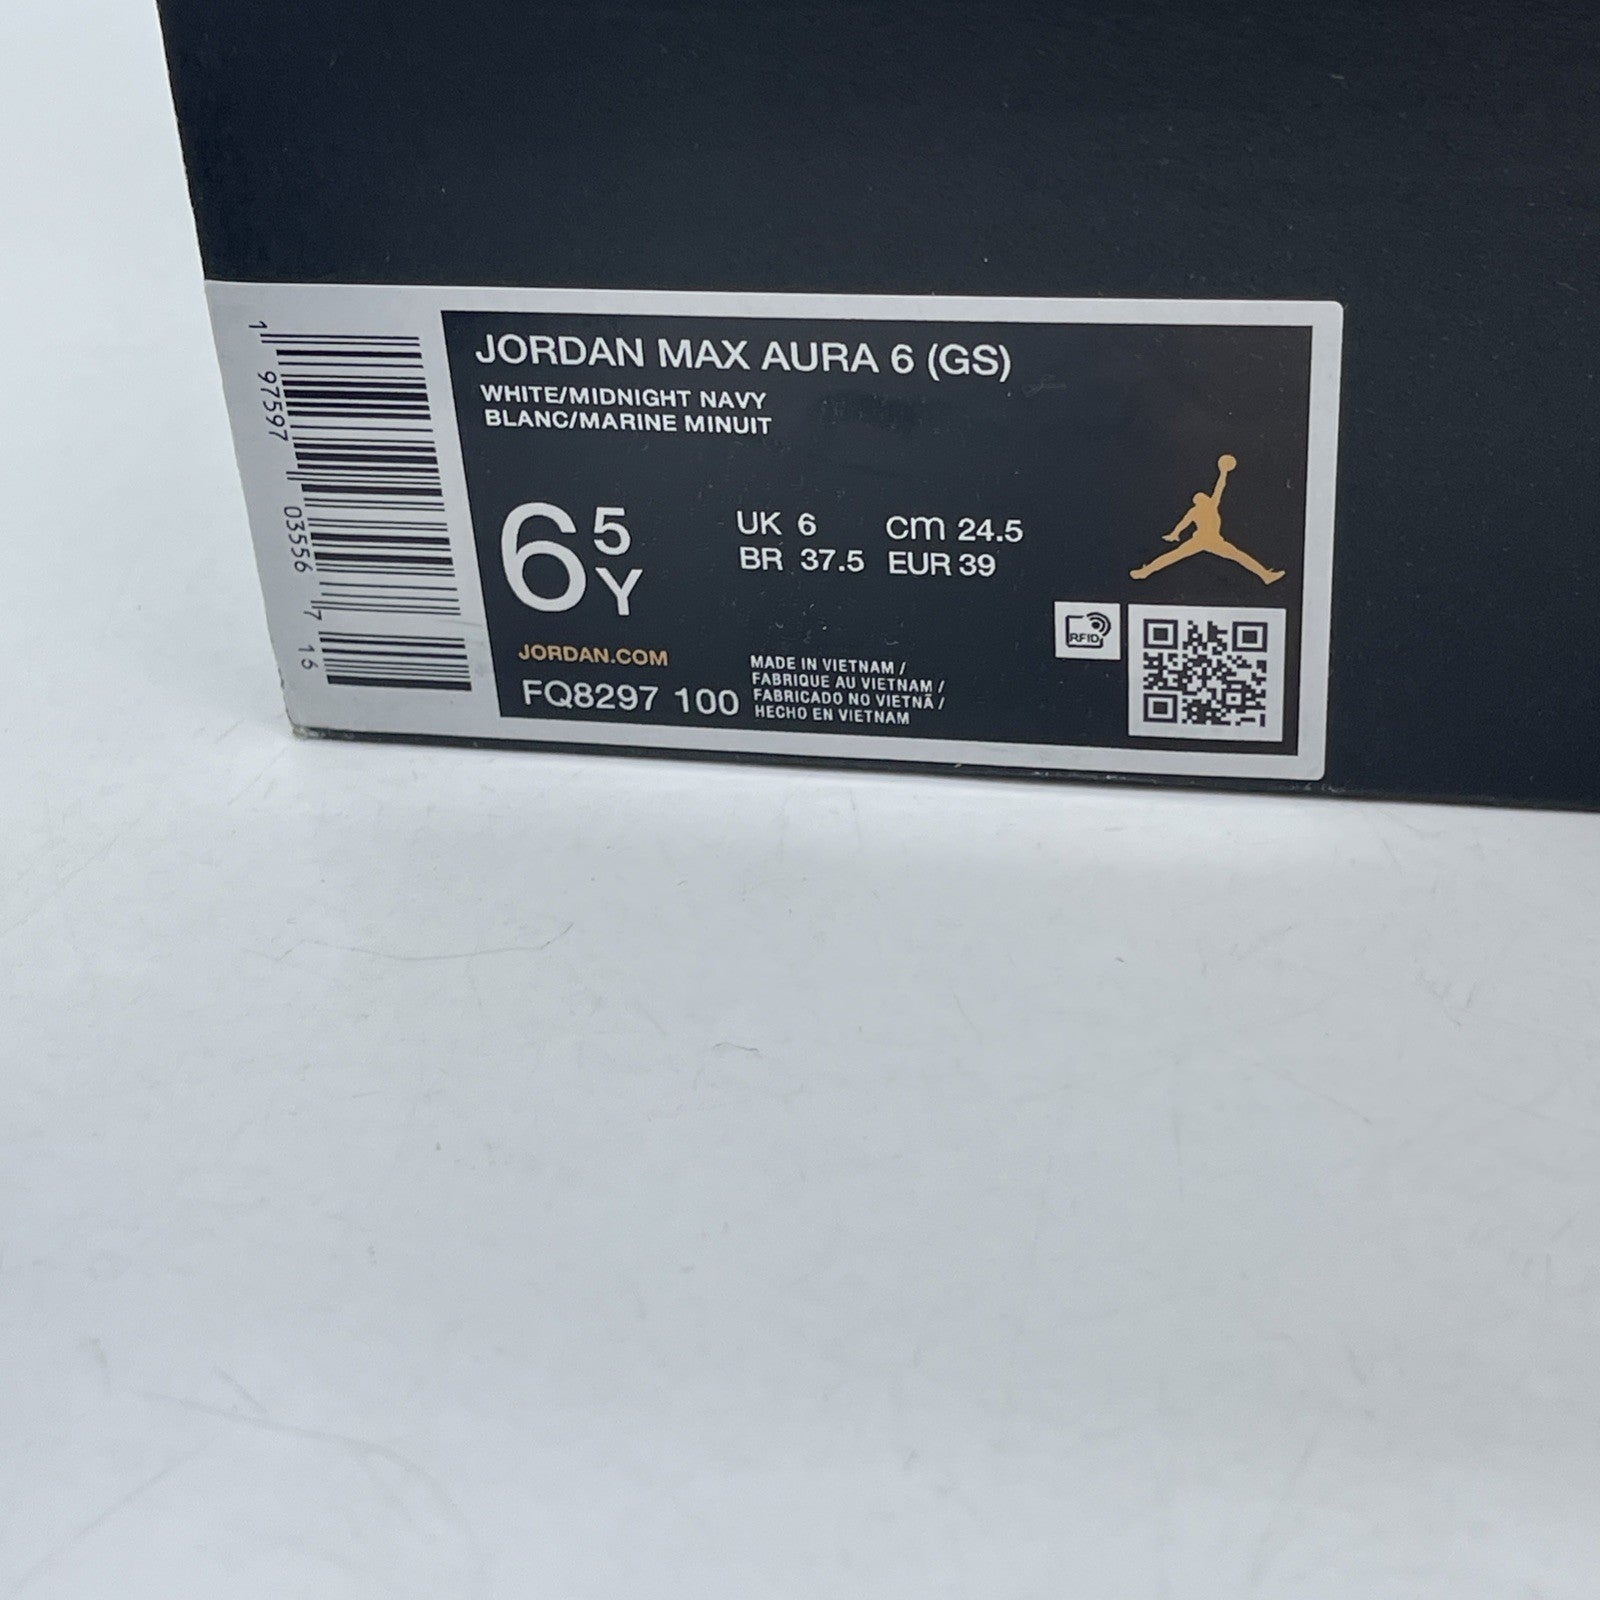 JORDAN MAX AURA 6 (GS)
WHITE/MIDNIGHT NAVY
BLANC/MARINE MINUIT
6 5 Y
UK 6 cm 24.5
BR 37.5 EUR 39
JORDAN.COM
FQ8297 100
MADE IN VIETNAM /
FABRIQUE AU VIETNAM /
FABRICADO NO VIETNÃ /
HECHO EN VIETNAM
RFID
1 97597 03556 7 16